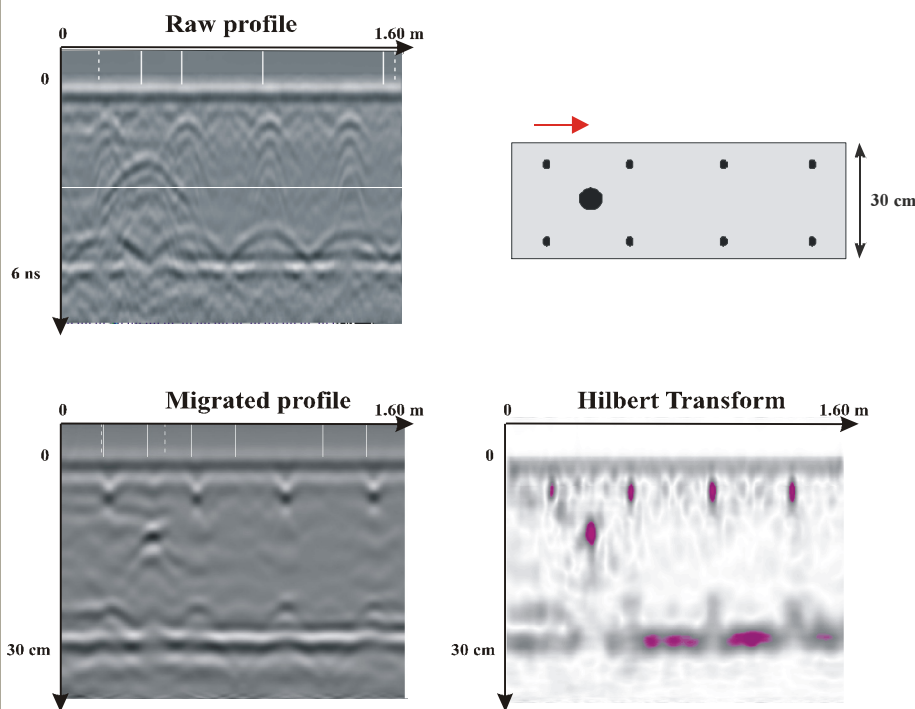 Raw profile
0 1.60 m
0
6 ns
30 cm
Migrated profile
0 1.60 m
0
30 cm
Hilbert Transform
0 1.60 m
0
30 cm